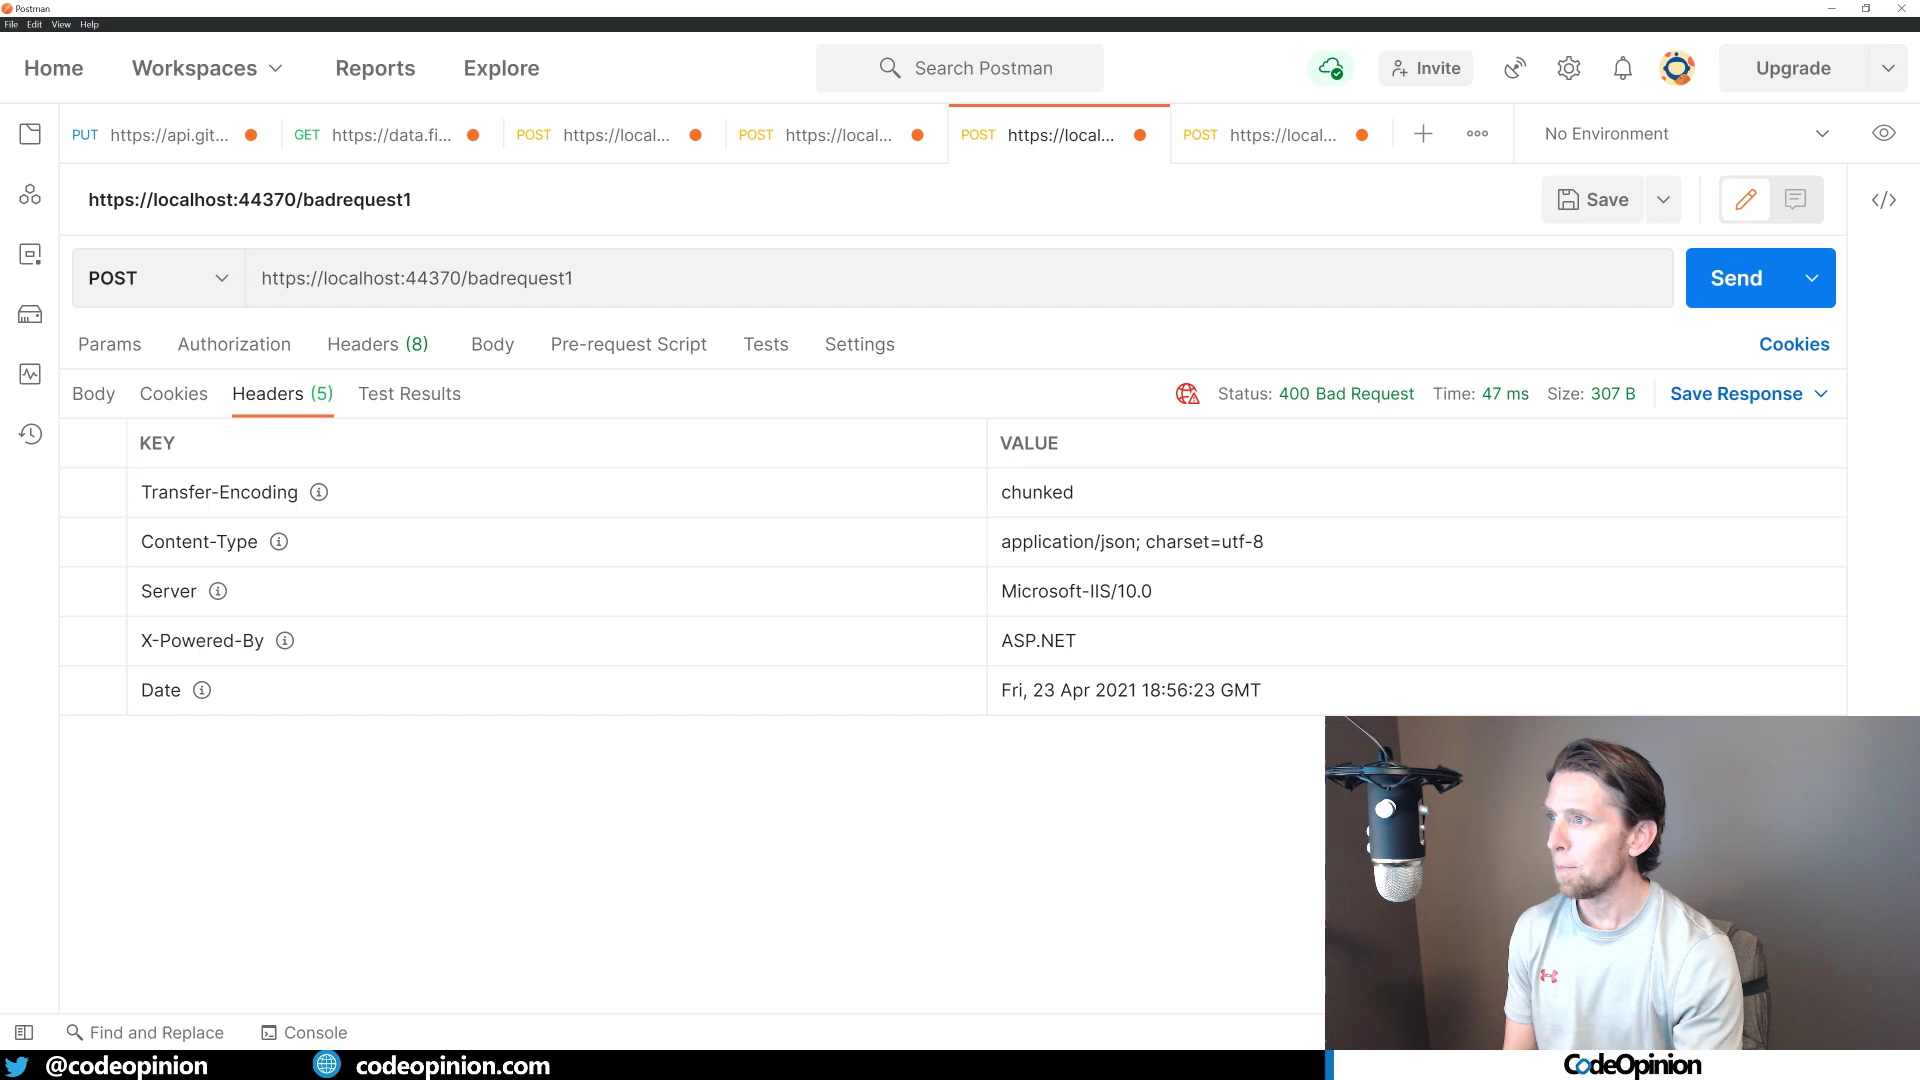 Postman
File Edit View Help
Home Workspaces Reports Explore Search Postman Invite Upgrade
PUT https://api.git... GET https://data.fi... POST https://local... POST https://local... POST https://local... POST https://local... No Environment
https://localhost:44370/badrequest1 Save
POST https://localhost:44370/badrequest1 Send
Params Authorization Headers (8) Body Pre-request Script Tests Settings Cookies
Body Cookies Headers (5) Test Results Status: 400 Bad Request Time: 47 ms Size: 307 B Save Response
KEY VALUE
Transfer-Encoding chunked
Content-Type application/json; charset=utf-8
Server Microsoft-IIS/10.0
X-Powered-By ASP.NET
Date Fri, 23 Apr 2021 18:56:23 GMT
Find and Replace Console
@codeopinion codeopinion.com CodeOpinion